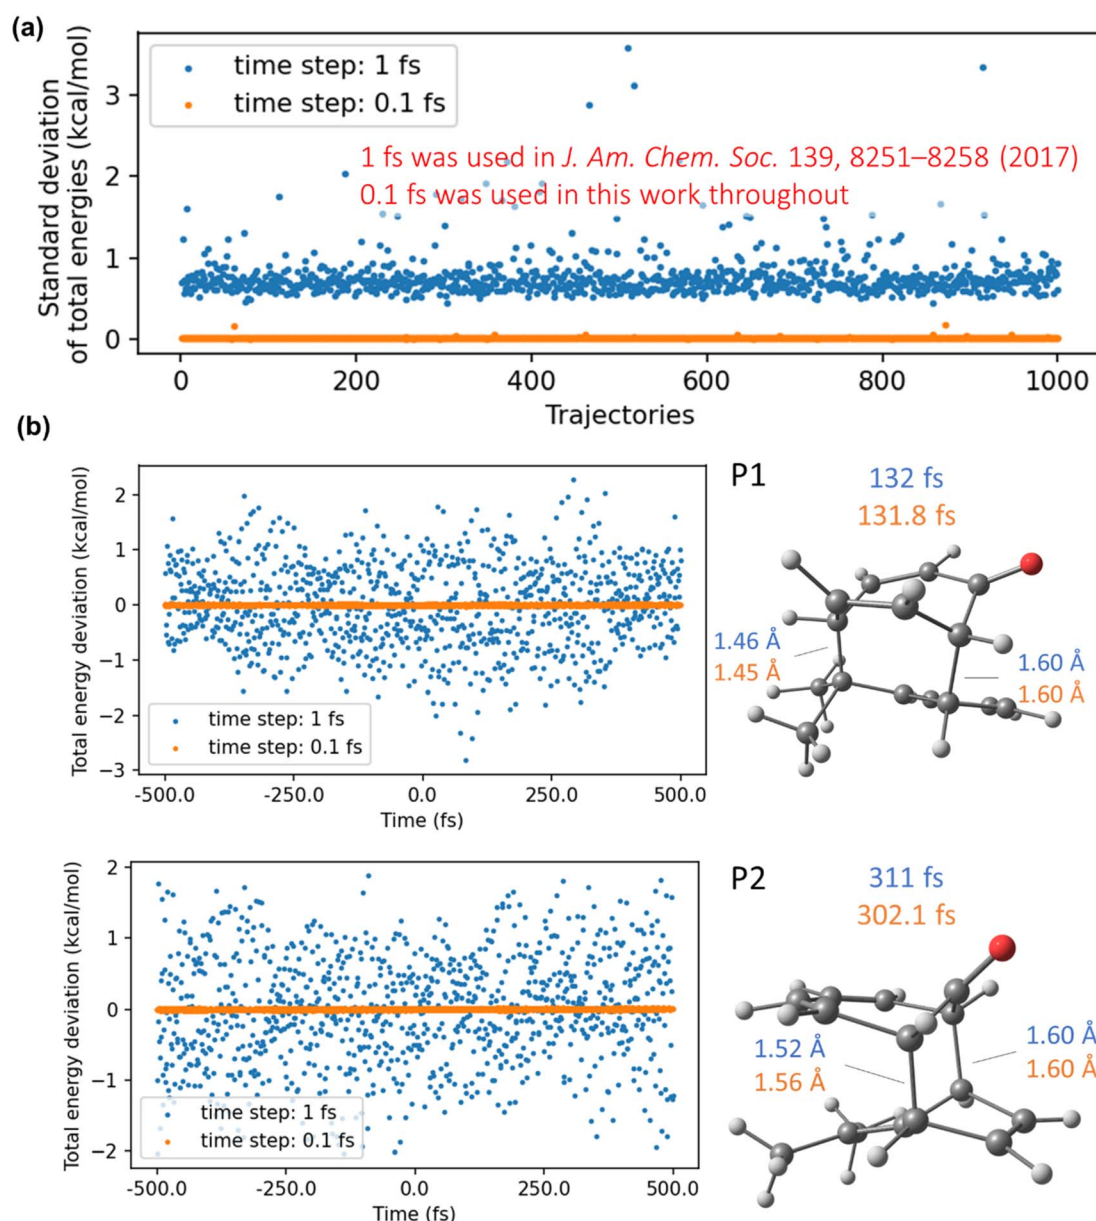 (a)
Standard deviation
of total energies (kcal/mol)
3
2
1
0
time step: 1 fs
time step: 0.1 fs
1 fs was used in J. Am. Chem. Soc. 139, 8251–8258 (2017)
0.1 fs was used in this work throughout
0 200 400 600 800 1000
Trajectories
(b)
Total energy deviation (kcal/mol)
2
1
0
−1
−2
−3
time step: 1 fs
time step: 0.1 fs
-500.0 -250.0 0.0 250.0 500.0
Time (fs)
P1
132 fs
131.8 fs
1.46 Å
1.45 Å
1.60 Å
1.60 Å
Total energy deviation (kcal/mol)
2
1
0
−1
−2
time step: 1 fs
time step: 0.1 fs
-500.0 -250.0 0.0 250.0 500.0
Time (fs)
P2
311 fs
302.1 fs
1.52 Å
1.56 Å
1.60 Å
1.60 Å